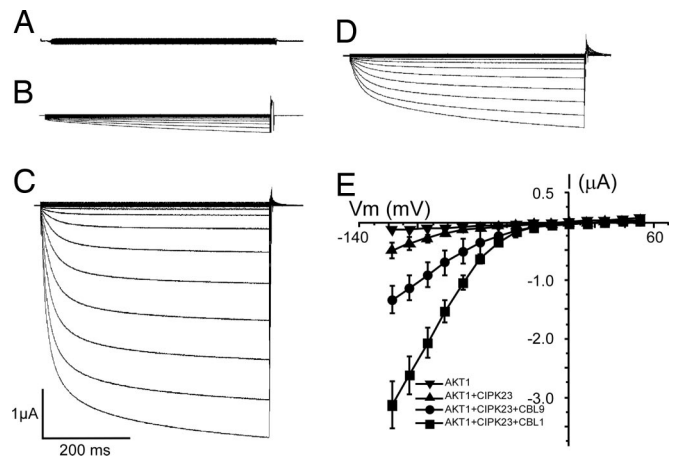 A
B
C
1µA
200 ms
D
E
Vm (mV)
I (µA)
-140
60
0.5
-1.0
-2.0
-3.0
AKT1
AKT1+CIPK23
AKT1+CIPK23+CBL9
AKT1+CIPK23+CBL1